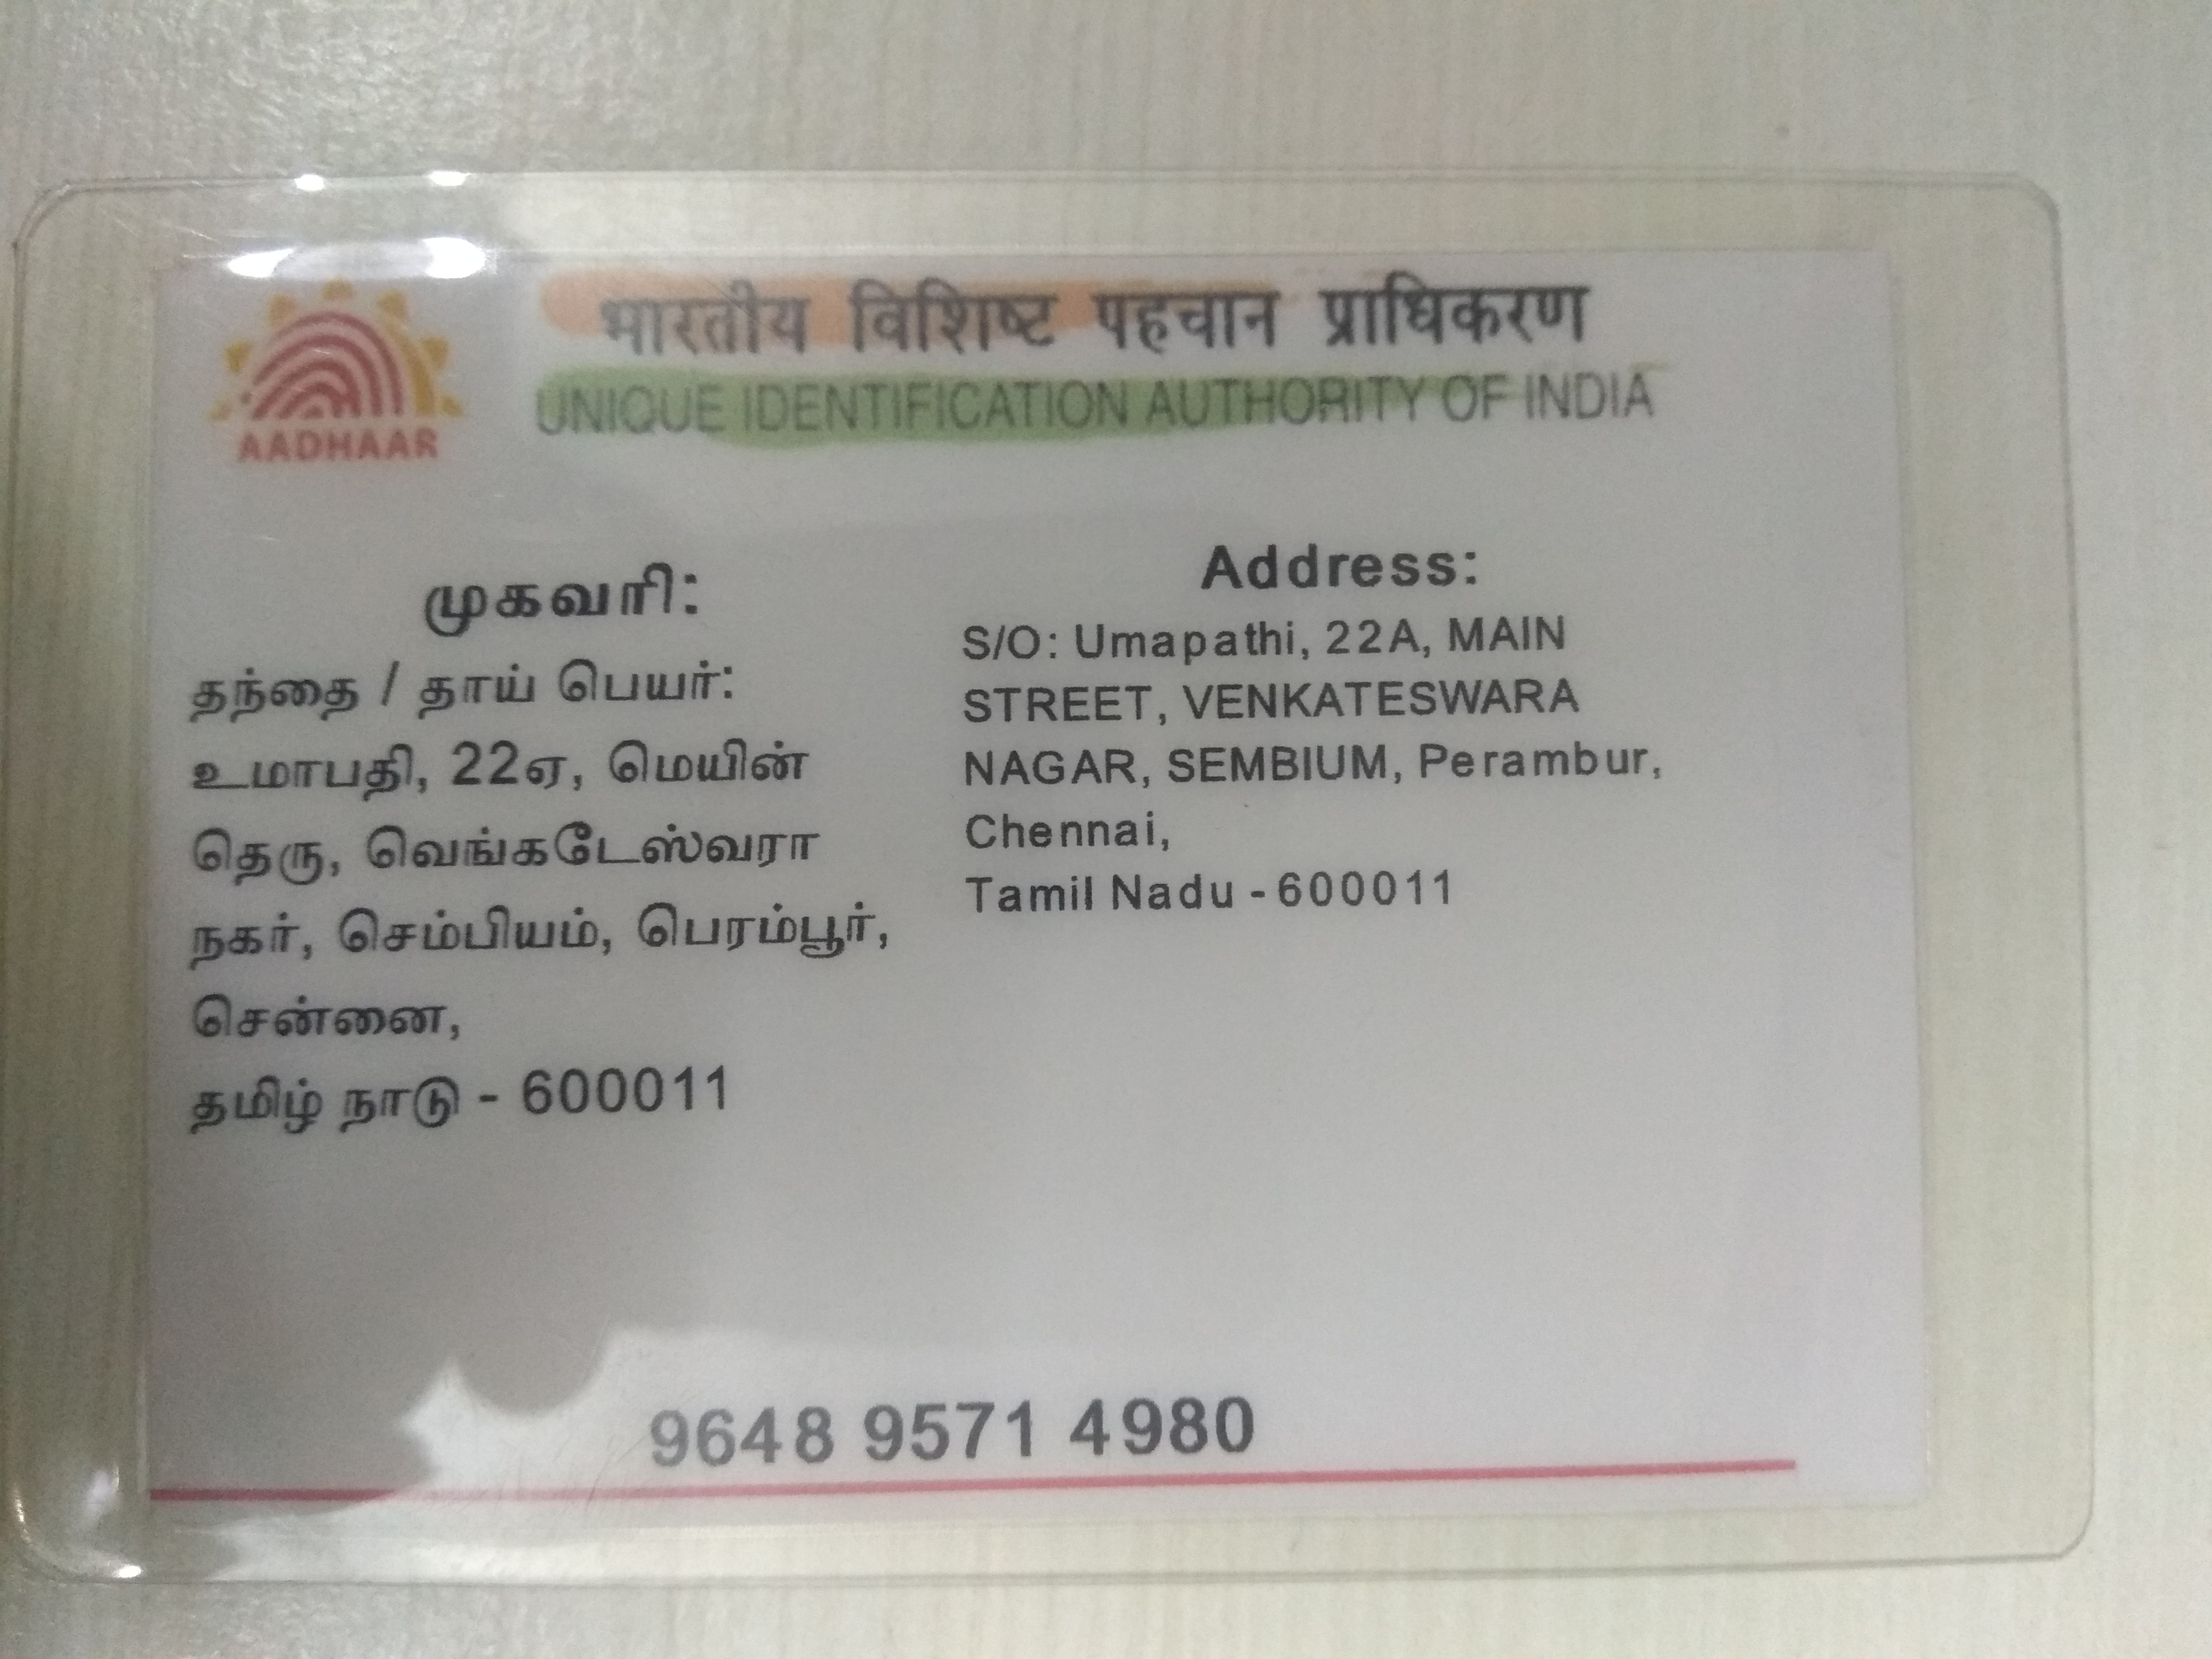 AADHAAR
भारतीय विशिष्ट पहचान प्राधिकरण
UNIQUE IDENTIFICATION AUTHORITY OF INDIA
முகவரி:
தந்தை / தாய் பெயர்:
உமாபதி, 22ஏ, மெயின்
தெரு, வெங்கடேஸ்வரா
நகர், செம்பியம், பெரம்பூர்,
சென்னை,
தமிழ் நாடு - 600011
Address:
S/O: Umapathi, 22A, MAIN
STREET, VENKATESWARA
NAGAR, SEMBIUM, Perambur,
Chennai,
Tamil Nadu - 600011
9648 9571 4980